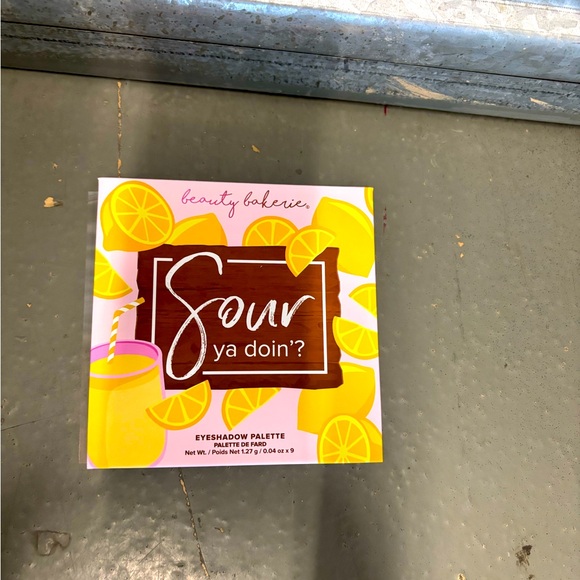 beauty bakerie®
Sour
ya doin'?
EYESHADOW PALETTE
PALETTE DE FARD
Net Wt. / Poids Net 1.27 g / 0.04 oz x 9